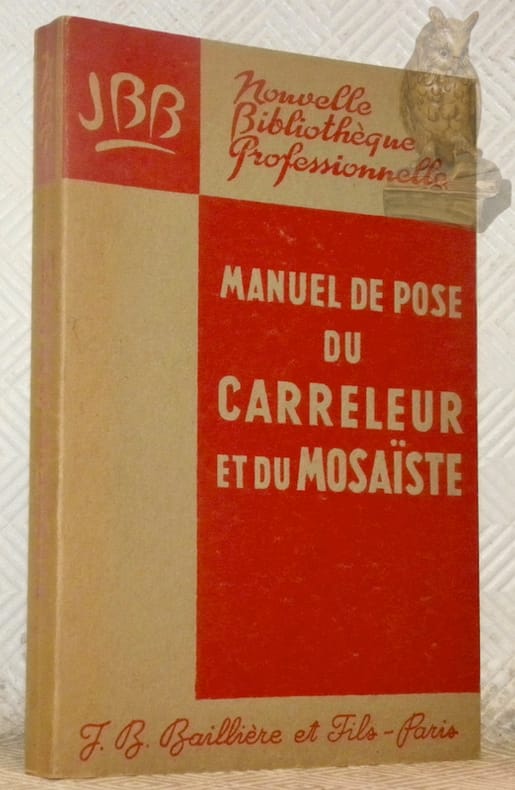 JBB
Nouvelle
Bibliothèque
Professionnelle
MANUEL DE POSE
DU
CARRELEUR
ET DU MOSAÏSTE
J. B. Baillière et Fils - Paris